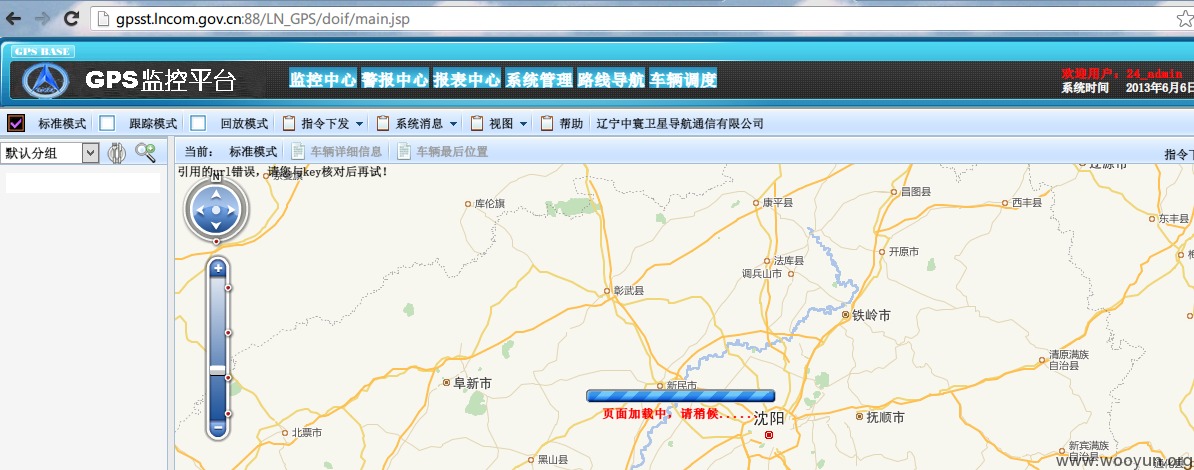 gpsst.lncom.gov.cn:88/LN_GPS/doif/main.jsp
GPS BASE
GPS监控平台
监控中心 警报中心 报表中心 系统管理 路线导航 车辆调度
欢迎用户：24_admin
系统时间 2013年6月6日
标准模式 跟踪模式 回放模式 指令下发 系统消息 视图 帮助 辽宁中寰卫星导航通信有限公司
默认分组
当前： 标准模式 车辆详细信息 车辆最后位置
指令下
引用的url错误，请您与key核对后再试！
N
库伦旗
康平县
昌图县
西丰县
东丰县
开原市
法库县
调兵山市
彰武县
铁岭市
清原满族
自治县
阜新市
新民市
页面加载中，请稍候.....
沈阳
抚顺市
北票市
黑山县
新宾满族
自治县
www.wooyun.org